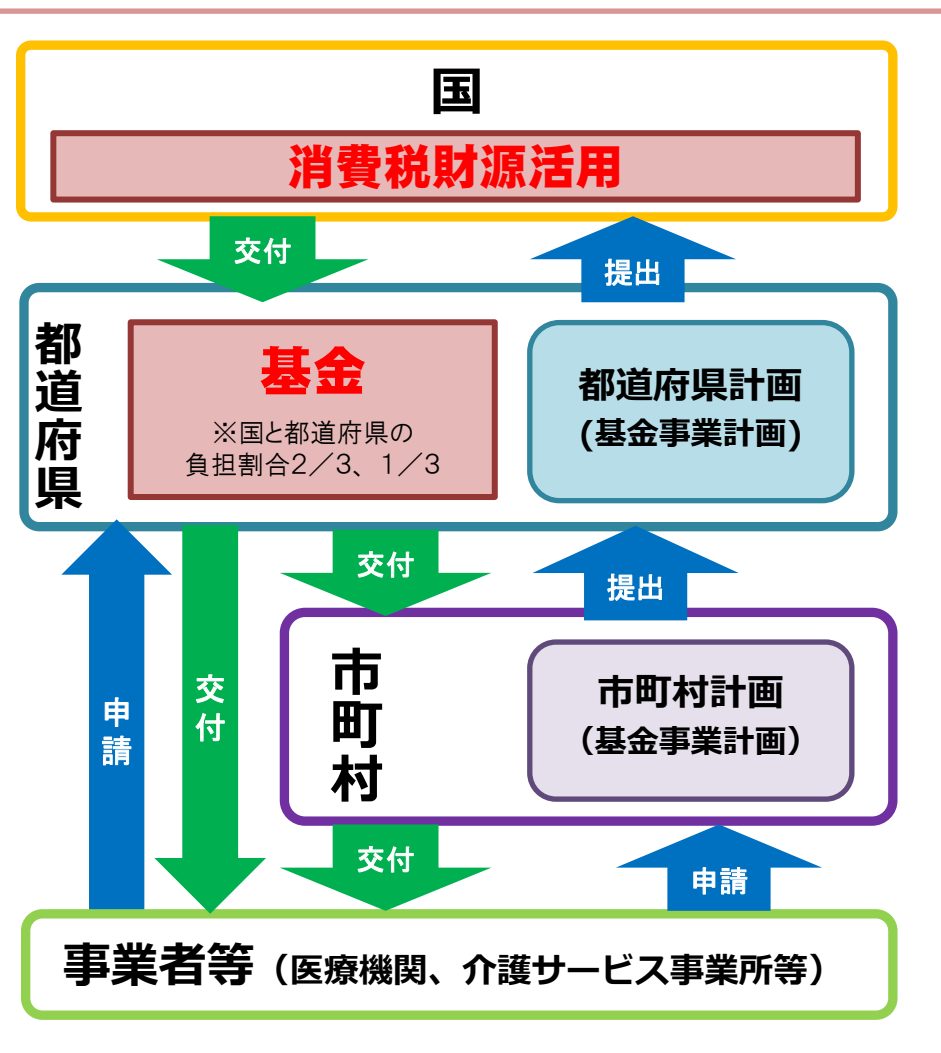 国
消費税財源活用
交付
提出
都道府県
基金
※国と都道府県の
負担割合2／3、1／3
都道府県計画
(基金事業計画)
交付
提出
申請
交付
市町村
市町村計画
（基金事業計画）
交付
申請
事業者等（医療機関、介護サービス事業所等）